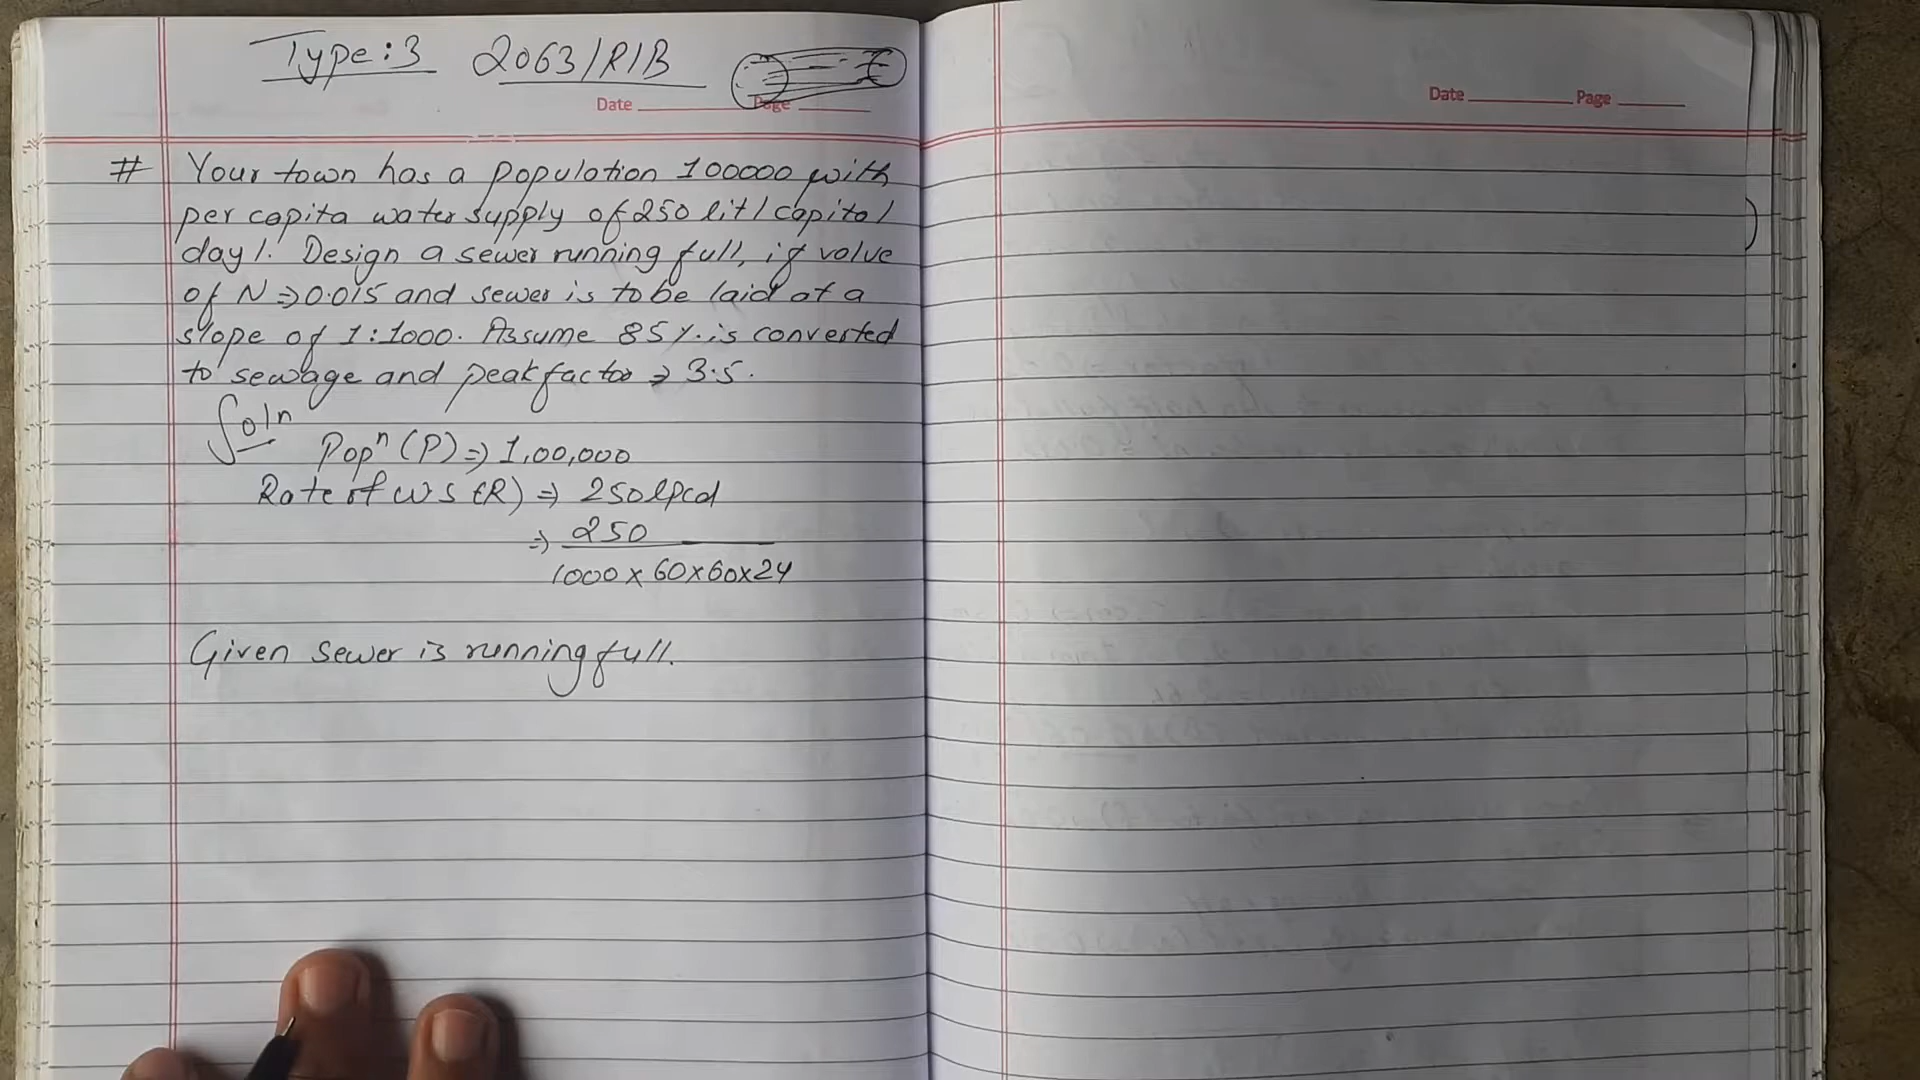 Type: 3 2063/R/B
Date Page
# Your town has a population 100000 with
per capita water supply of 250 lit/capita/
day/. Design a sewer running full, if value
of N ⇒ 0.015 and sewer is to be laid at a
slope of 1:1000. Assume 85%. is converted
to sewage and peak factor ⇒ 3.5.
Soln
Popⁿ (P) ⇒ 1,00,000
Rate of WS (R) ⇒ 250 lpcd
⇒ 250
1000 x 60x60x24
Given sewer is running full.
Date Page